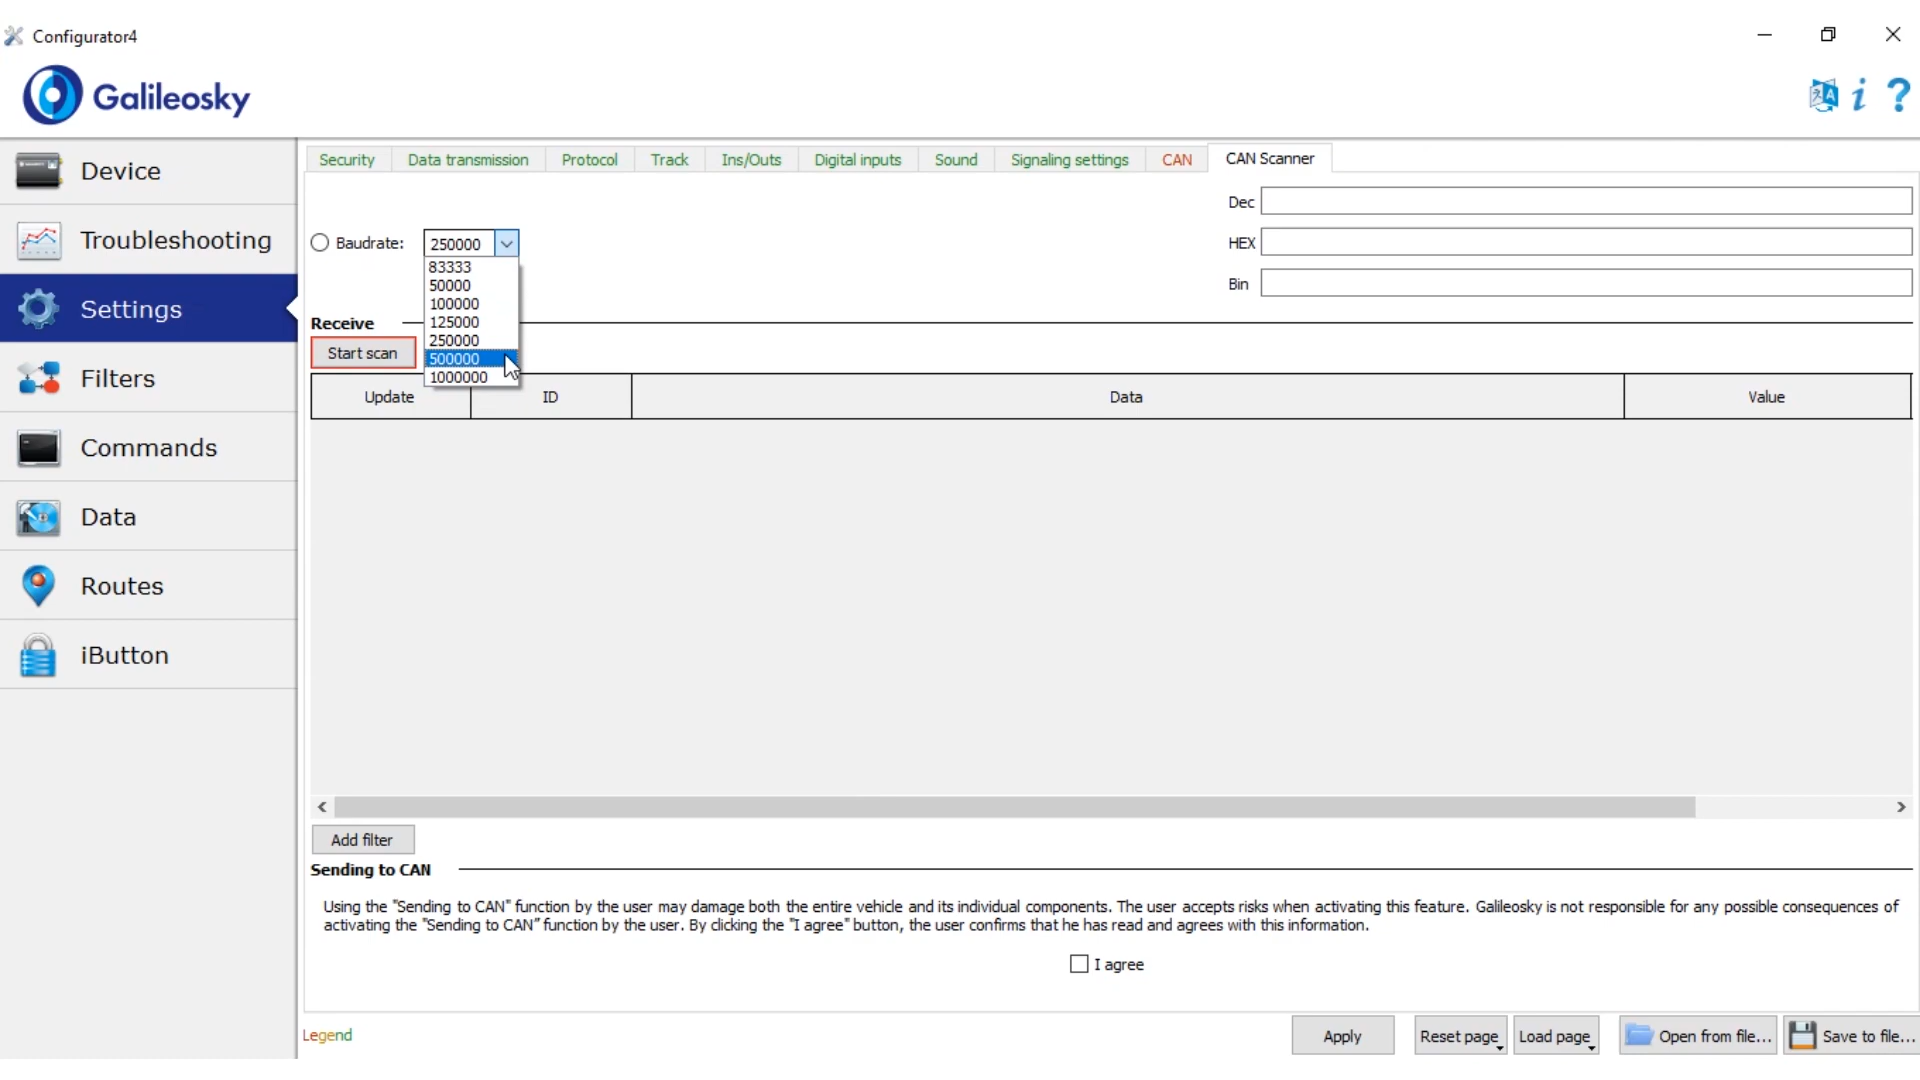 Configurator4
Galileosky
Device
Troubleshooting
Settings
Filters
Commands
Data
Routes
iButton
Security Data transmission Protocol Track Ins/Outs Digital inputs Sound Signaling settings CAN CAN Scanner
Dec
Baudrate: 250000 HEX
83333
50000
100000
125000
250000
500000
1000000
Bin
Receive
Start scan
Update ID Data Value
Add filter
Sending to CAN
Using the "Sending to CAN" function by the user may damage both the entire vehicle and its individual components. The user accepts risks when activating this feature. Galileosky is not responsible for any possible consequences of
activating the "Sending to CAN" function by the user. By clicking the "I agree" button, the user confirms that he has read and agrees with this information.
I agree
Legend
Apply Reset page Load page Open from file... Save to file...